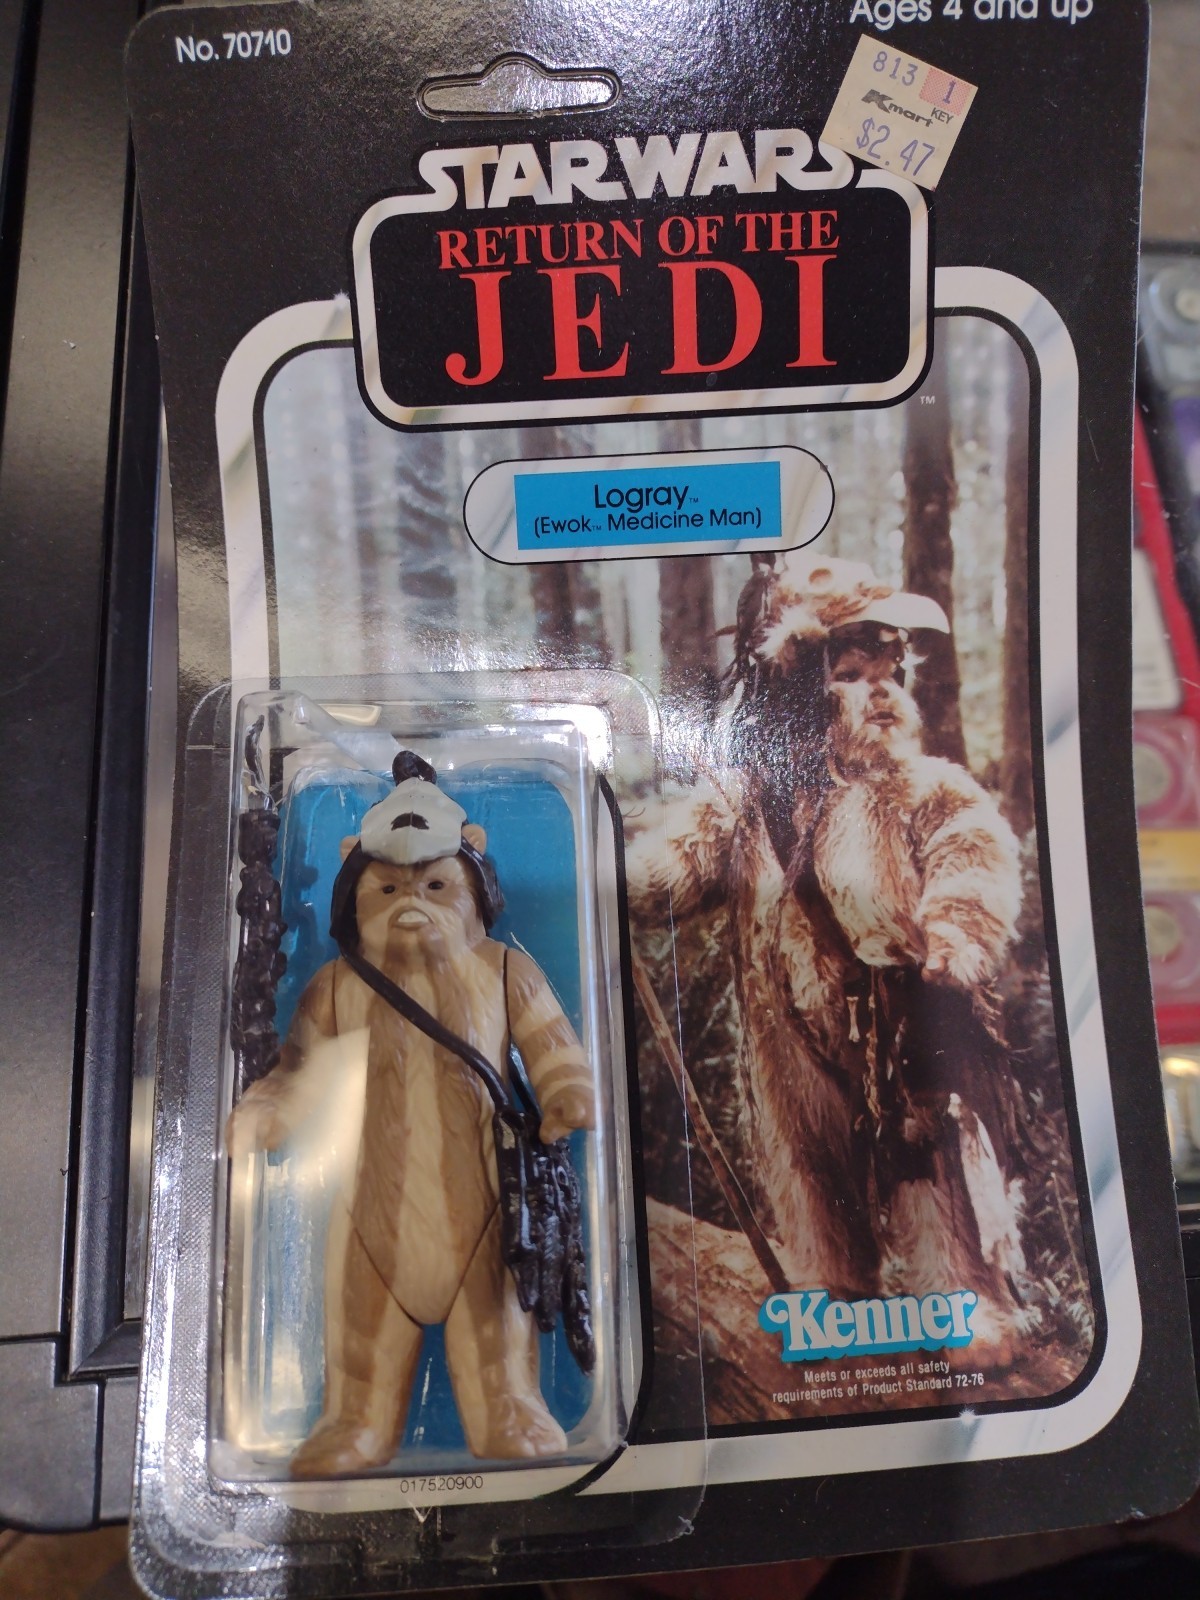 No. 70710
Ages 4 and up
813 1
Kmart KEY
$2.47
STAR WARS
RETURN OF THE
JEDI
TM
Logray™
(Ewok™ Medicine Man)
Kenner
Meets or exceeds all safety
requirements of Product Standard 72-76
017520900